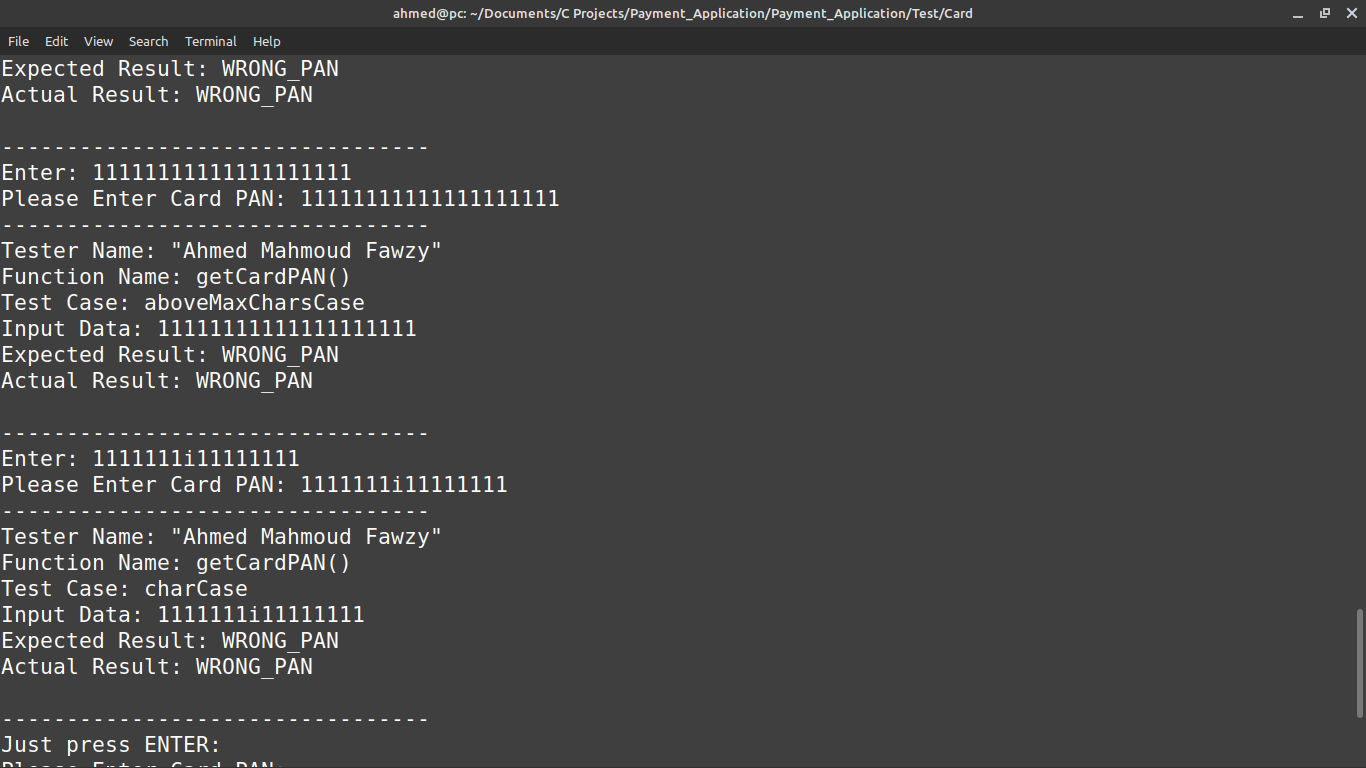 ahmed@pc: ~/Documents/C Projects/Payment_Application/Payment_Application/Test/Card
File Edit View Search Terminal Help
Expected Result: WRONG_PAN
Actual Result: WRONG_PAN
---------------------------------
Enter: 11111111111111111111
Please Enter Card PAN: 11111111111111111111
---------------------------------
Tester Name: "Ahmed Mahmoud Fawzy"
Function Name: getCardPAN()
Test Case: aboveMaxCharsCase
Input Data: 11111111111111111111
Expected Result: WRONG_PAN
Actual Result: WRONG_PAN
---------------------------------
Enter: 1111111i11111111
Please Enter Card PAN: 1111111i11111111
---------------------------------
Tester Name: "Ahmed Mahmoud Fawzy"
Function Name: getCardPAN()
Test Case: charCase
Input Data: 1111111i11111111
Expected Result: WRONG_PAN
Actual Result: WRONG_PAN
---------------------------------
Just press ENTER:
Please Enter Card PAN: